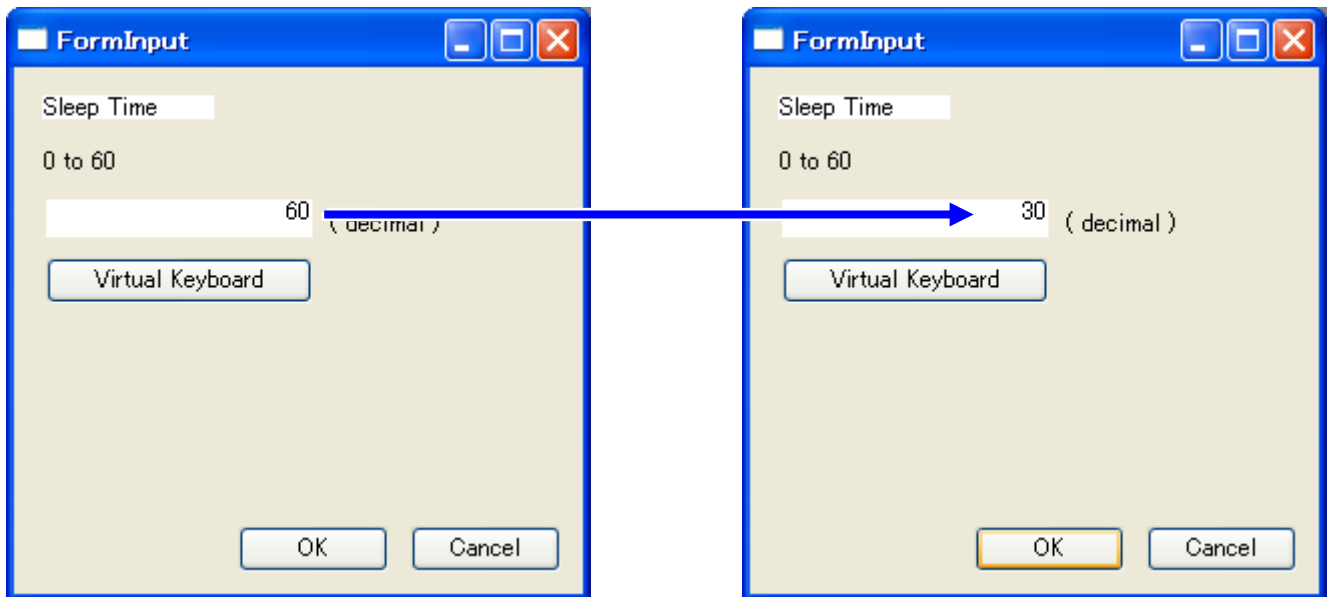 FormInput
Sleep Time
0 to 60
60 ( decimal )
Virtual Keyboard
OK Cancel
FormInput
Sleep Time
0 to 60
30 ( decimal )
Virtual Keyboard
OK Cancel